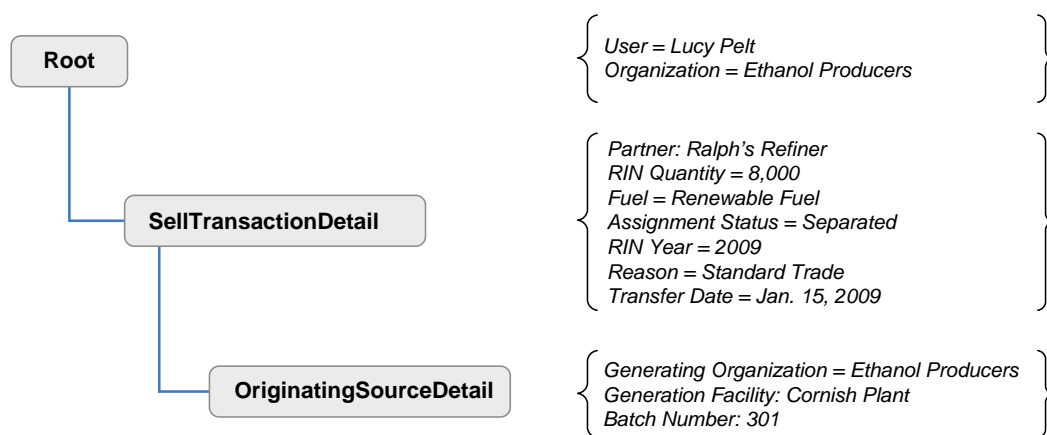 Root
User = Lucy Pelt
Organization = Ethanol Producers
SellTransactionDetail
Partner: Ralph’s Refiner
RIN Quantity = 8,000
Fuel = Renewable Fuel
Assignment Status = Separated
RIN Year = 2009
Reason = Standard Trade
Transfer Date = Jan. 15, 2009
OriginatingSourceDetail
Generating Organization = Ethanol Producers
Generation Facility: Cornish Plant
Batch Number: 301